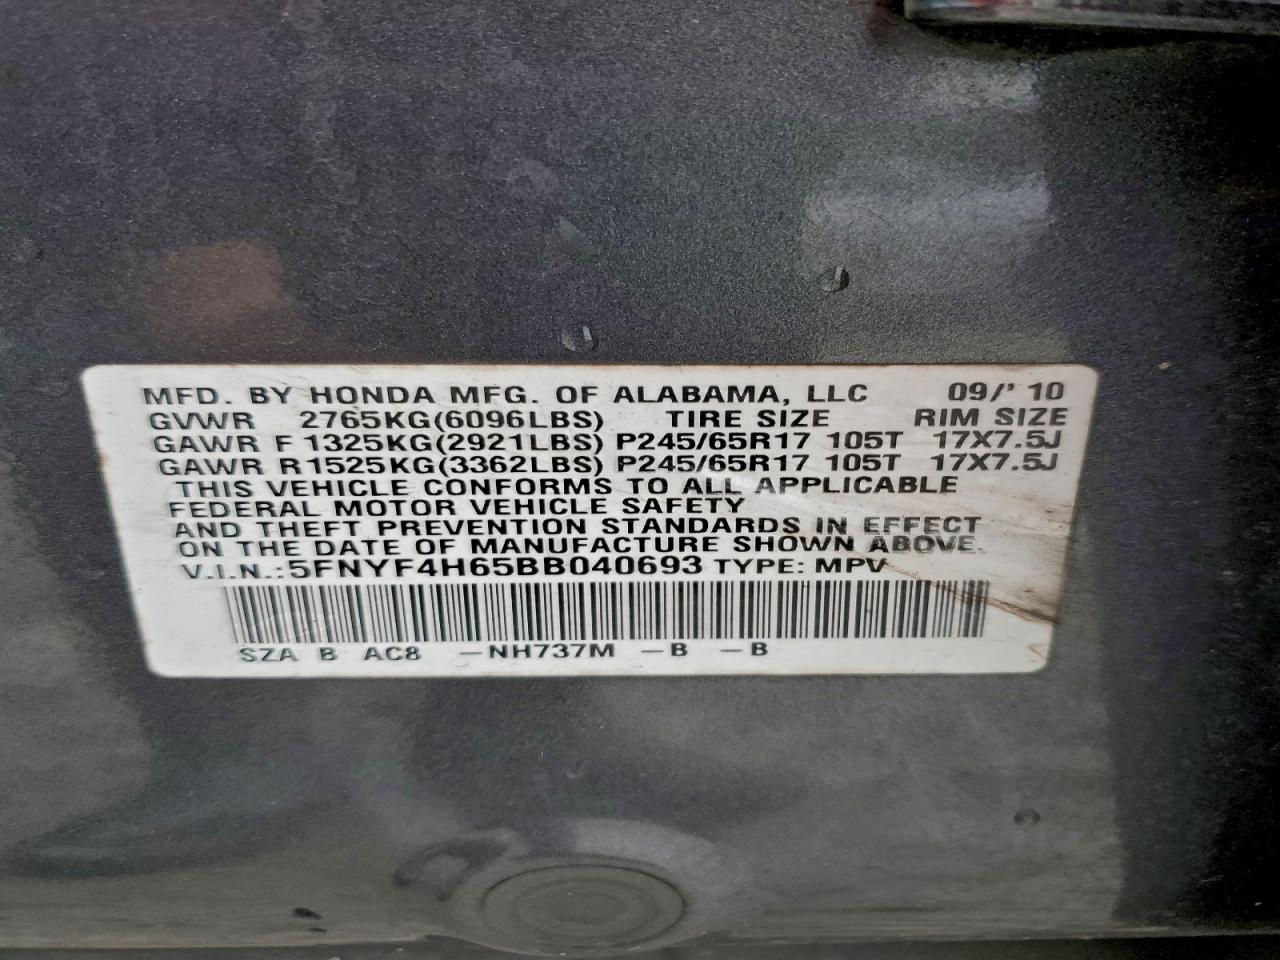 MFD. BY HONDA MFG. OF ALABAMA, LLC 09/'10
GVWR 2765KG(6096LBS) TIRE SIZE RIM SIZE
GAWR F 1325KG(2921LBS) P245/65R17 105T 17X7.5J
GAWR R 1525KG(3362LBS) P245/65R17 105T 17X7.5J
THIS VEHICLE CONFORMS TO ALL APPLICABLE
FEDERAL MOTOR VEHICLE SAFETY
AND THEFT PREVENTION STANDARDS IN EFFECT
ON THE DATE OF MANUFACTURE SHOWN ABOVE.
V.I.N.:5FNYF4H65BB040693 TYPE: MPV
SZA B AC8 -NH737M -B -B